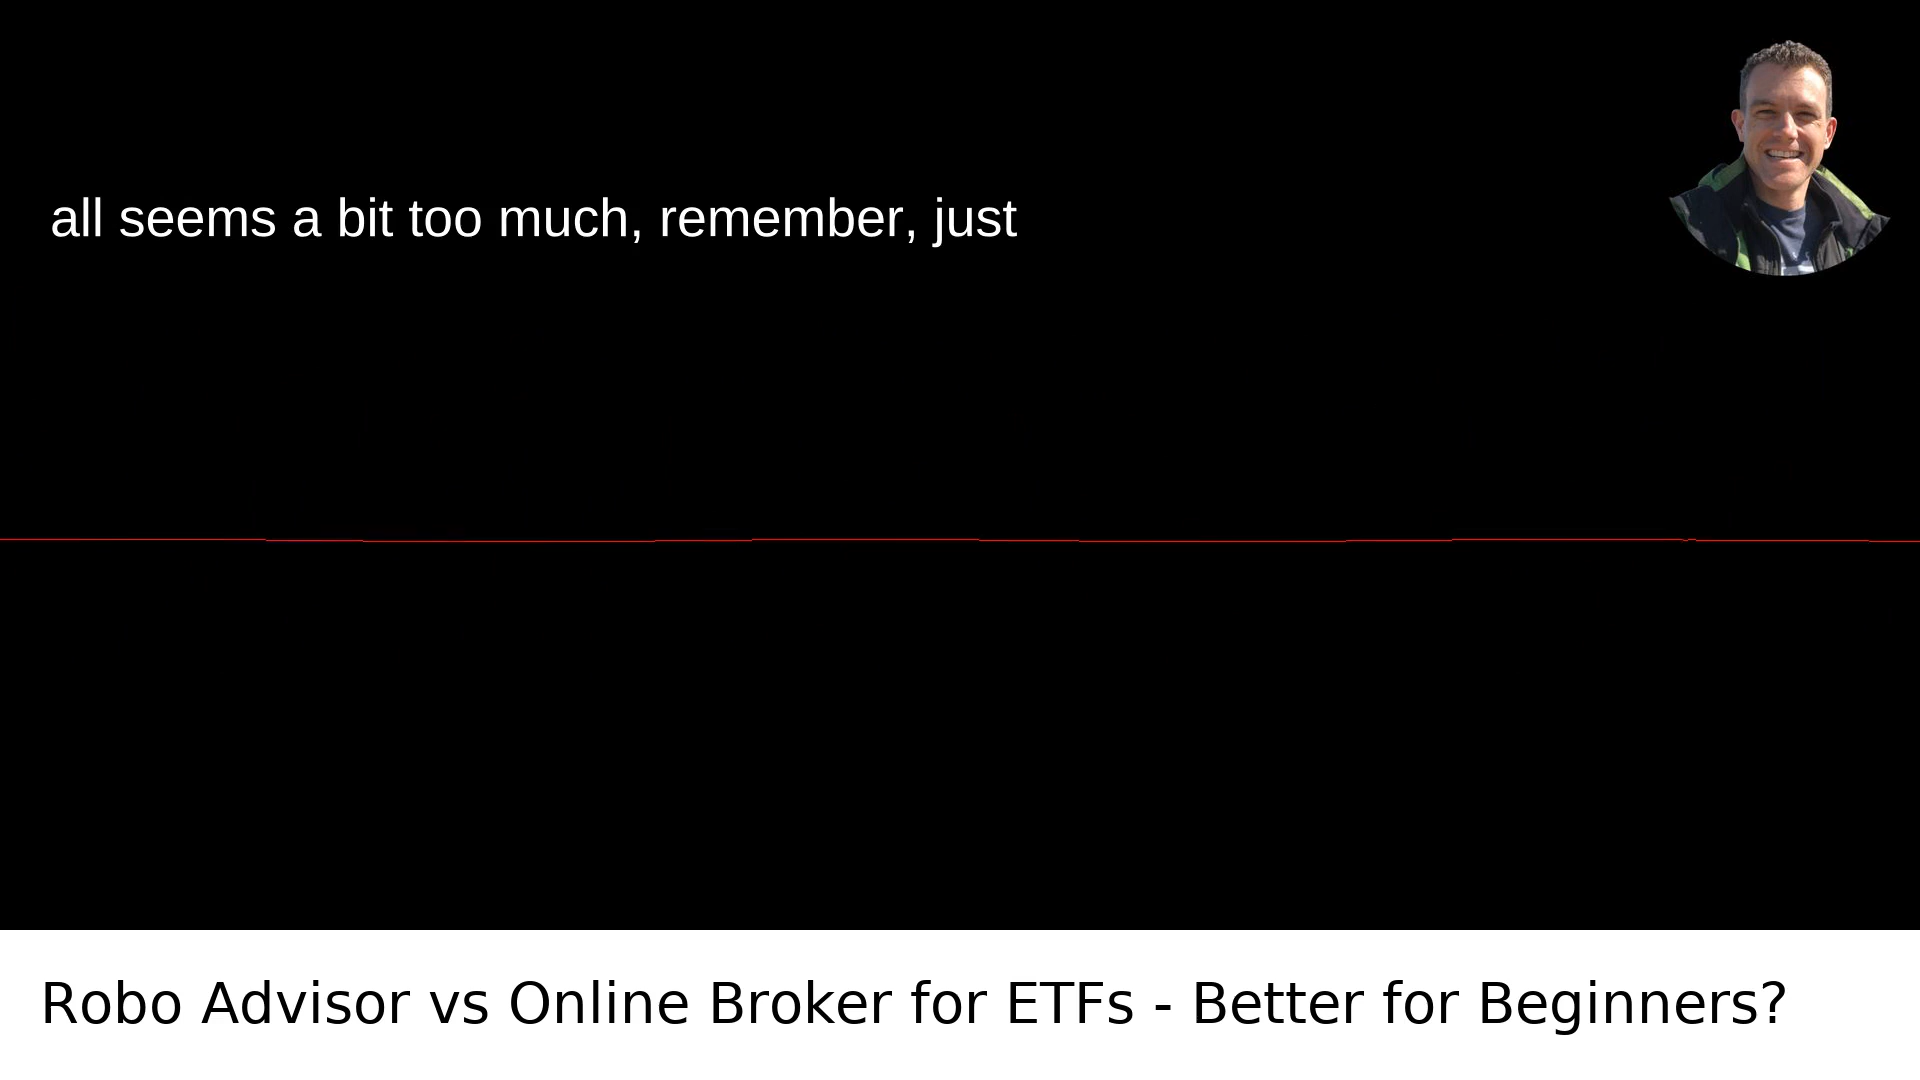 all seems a bit too much, remember, just
Robo Advisor vs Online Broker for ETFs - Better for Beginners?